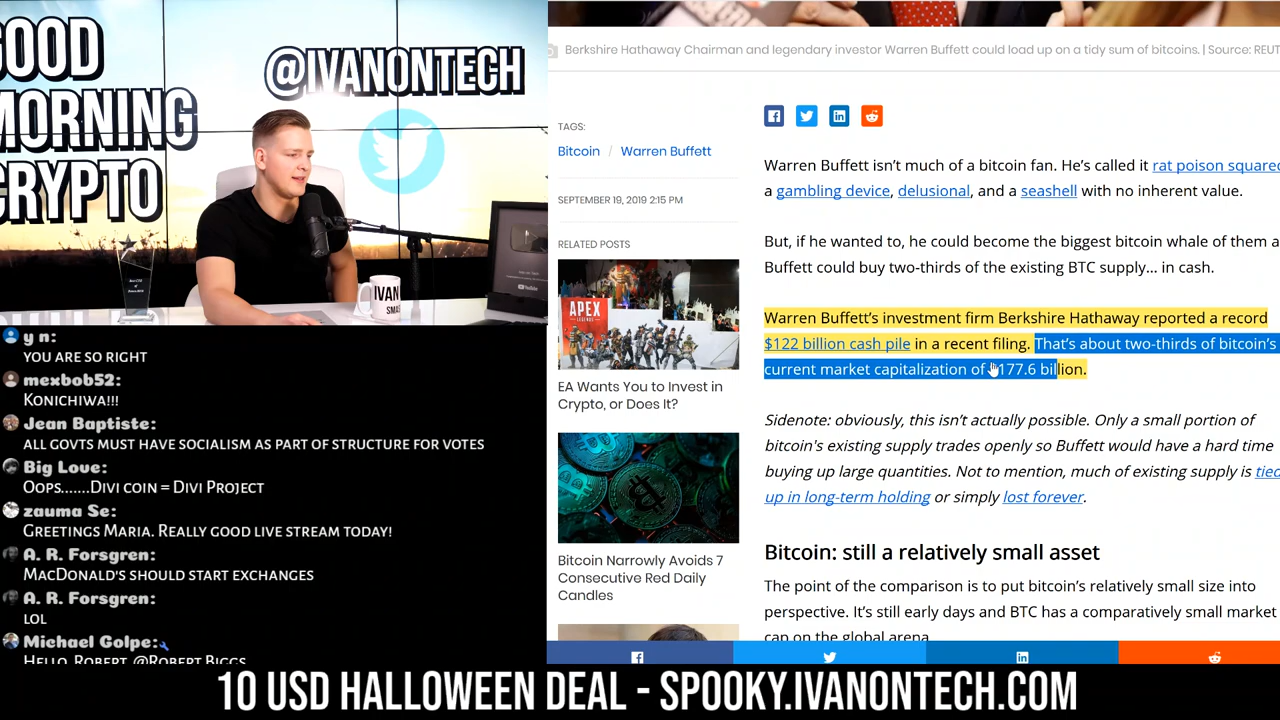 GOOD
MORNING
CRYPTO
@IVANONTECH
IVAN
YouTube
y n:
YOU ARE SO RIGHT
mexbob52:
KONICHIWA!!!
Jean Baptiste:
ALL GOVTS MUST HAVE SOCIALISM AS PART OF STRUCTURE FOR VOTES
Big Love:
OOPS.......DIVI COIN = DIVI PROJECT
zauma Se:
GREETINGS MARIA. REALLY GOOD LIVE STREAM TODAY!
A. R. Forsgren:
MACDONALD'S SHOULD START EXCHANGES
A. R. Forsgren:
LOL
Michael Golpe:
HELLO, ROBERT, @ROBERT BIGGS
Berkshire Hathaway Chairman and legendary investor Warren Buffett could load up on a tidy sum of bitcoins. | Source: REUT
TAGS:
Bitcoin / Warren Buffett
SEPTEMBER 19, 2019 2:15 PM
RELATED POSTS
APEX
LEGENDS
EA Wants You to Invest in
Crypto, or Does It?
Bitcoin Narrowly Avoids 7
Consecutive Red Daily
Candles
Warren Buffett isn't much of a bitcoin fan. He's called it rat poison squared
a gambling device, delusional, and a seashell with no inherent value.
But, if he wanted to, he could become the biggest bitcoin whale of them a
Buffett could buy two-thirds of the existing BTC supply... in cash.
Warren Buffett's investment firm Berkshire Hathaway reported a record
$122 billion cash pile in a recent filing. That's about two-thirds of bitcoin's
current market capitalization of $177.6 billion.
Sidenote: obviously, this isn't actually possible. Only a small portion of
bitcoin's existing supply trades openly so Buffett would have a hard time
buying up large quantities. Not to mention, much of existing supply is tied
up in long-term holding or simply lost forever.
Bitcoin: still a relatively small asset
The point of the comparison is to put bitcoin's relatively small size into
perspective. It's still early days and BTC has a comparatively small market
cap on the global arena.
10 USD HALLOWEEN DEAL - SPOOKY.IVANONTECH.COM